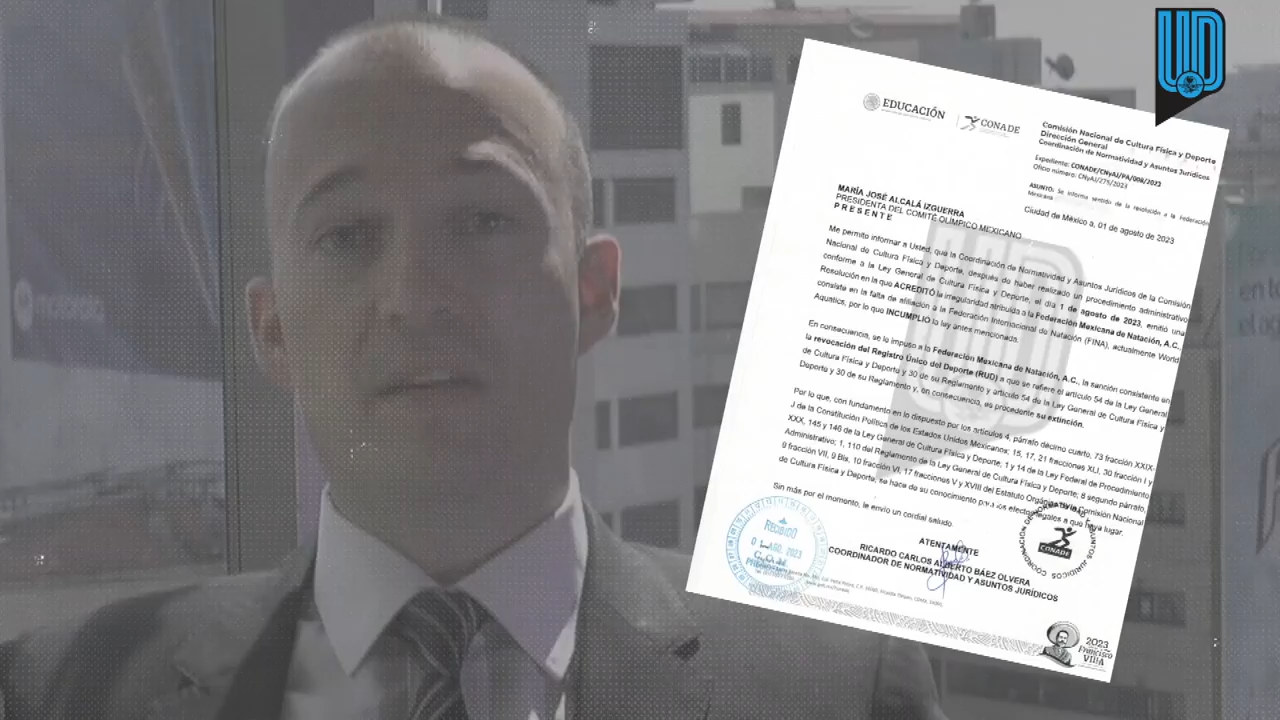 UD
EDUCACIÓN
CONADE
Comisión Nacional de Cultura Física y Deporte
Dirección General
Coordinación de Normatividad y Asuntos Jurídicos
Expediente: CONADE/CNyAJ/PA/008/2023
Oficio número: CNyAJ/275/2023
ASUNTO: Se informa sentido de la resolución a la Federación
Mexicana
Ciudad de México a, 01 de agosto de 2023
MARÍA JOSÉ ALCALÁ IZGUERRA
PRESIDENTA DEL COMITÉ OLÍMPICO MEXICANO
P R E S E N T E
Me permito informar a Usted, que la Coordinación de Normatividad y Asuntos Jurídicos de la Comisión
Nacional de Cultura Física y Deporte, después de haber realizado un procedimiento administrativo
conforme a la Ley General de Cultura Física y Deporte, el día 1 de agosto de 2023, emitió una
Resolución en la que ACREDITÓ la irregularidad atribuida a la Federación Mexicana de Natación, A.C.,
consiste en la falta de afiliación a la Federación Internacional de Natación (FINA), actualmente World
Aquatics, por lo que INCUMPLIO la ley antes mencionada.
En consecuencia, se le impuso a la Federación Mexicana de Natación, A.C., la sanción consistente en
la revocación del Registro Único del Deporte (RUD) a que se refiere el artículo 54 de la Ley General
de Cultura Física y Deporte y 30 de su Reglamento y artículo 54 de la Ley General de Cultura Física y
Deporte y 30 de su Reglamento y, en consecuencia, es procedente su extinción.
Por lo que, con fundamento en lo dispuesto por los artículos 4, párrafo décimo cuarto, 73 fracción XXIX-
J de la Constitución Política de los Estados Unidos Mexicanos; 15, 17, 21 fracciones XLI, 30 fracción I y
XXX, 145 y 146 de la Ley General de Cultura Física y Deporte; 1 y 14 de la Ley Federal de Procedimiento
Administrativo; 1, 110 del Reglamento de la Ley General de Cultura Física y Deporte; 8 segundo párrafo,
9 fracción VII, 9 Bis, 10 fracción VI, 17 fracciones V y XVIII del Estatuto Orgánico de la Comisión Nacional
de Cultura Física y Deporte, se hace de su conocimiento para los efectos legales a que haya lugar.
Sin más por el momento, le envío un cordial saludo.
ATENTAMENTE
RICARDO CARLOS ALBERTO BÁEZ OLVERA
COORDINADOR DE NORMATIVIDAD Y ASUNTOS JURÍDICOS
RECIBIDO
0 1 AGO. 2023
C.O.M.
COORDINACIÓN DE NORMATIVIDAD Y ASUNTOS JURÍDICOS
CONADE
2023
Francisco
VILLA